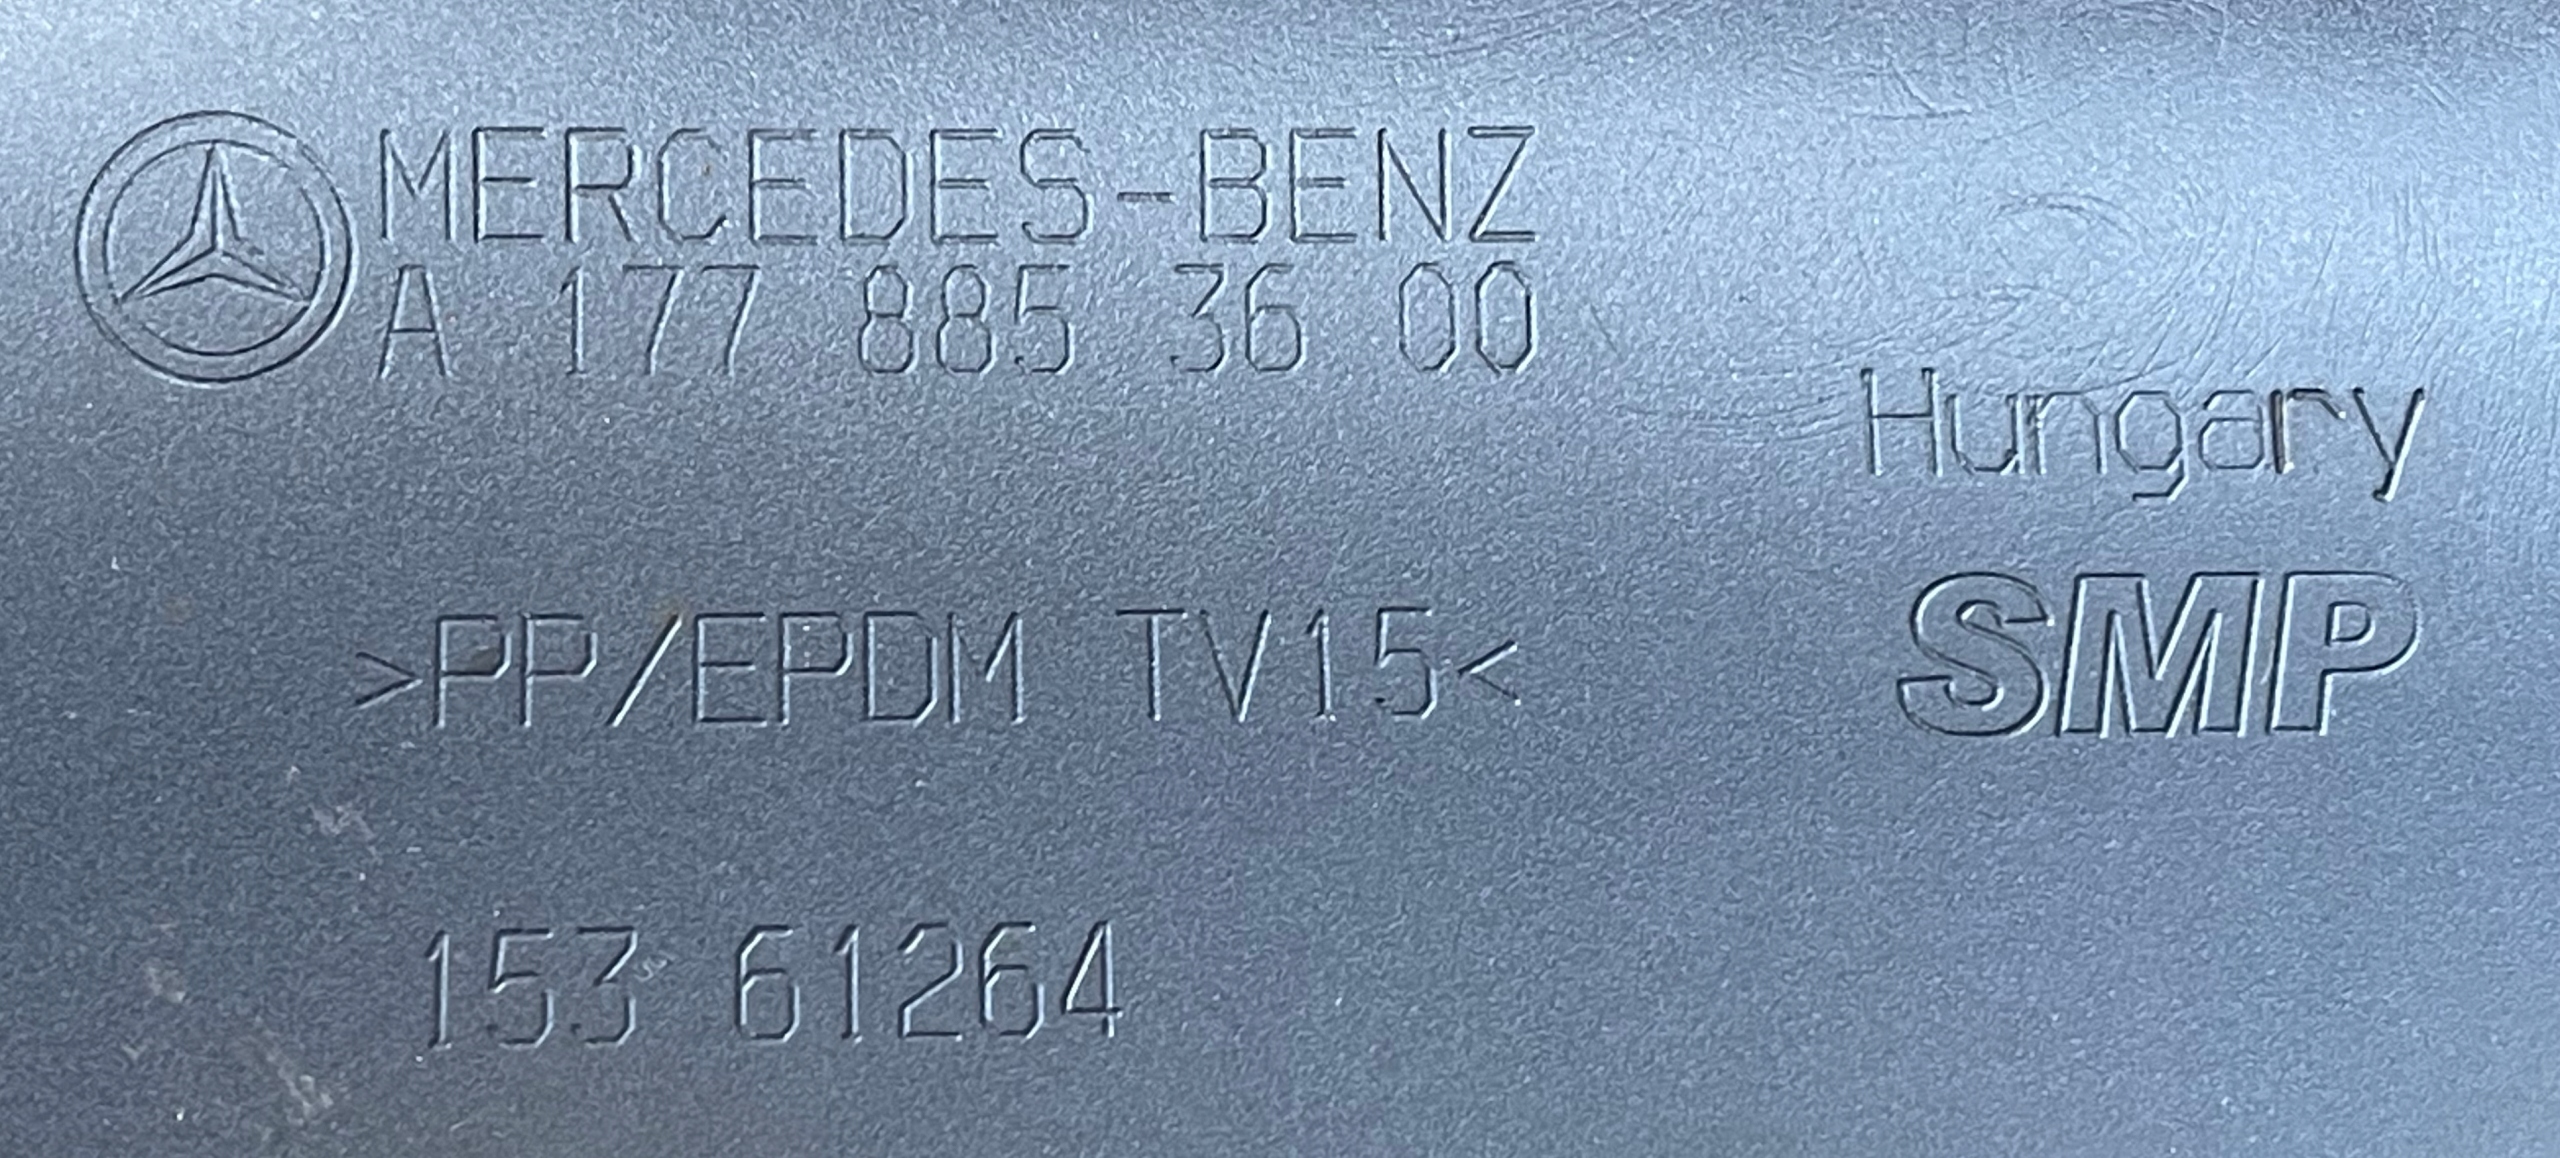 MERCEDES-BENZ
A 177 885 36 00
Hungary
>PP/EPDM TV15<
SMP
153 61264